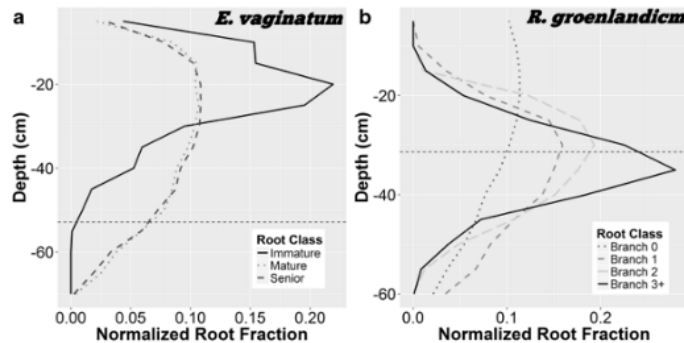 a
E. vaginatum
Depth (cm)
-20
-40
-60
Root Class
Immature
Mature
Senior
0.00
0.05
0.10
0.15
0.20
Normalized Root Fraction
b
R. groenlandicm
Depth (cm)
-20
-40
-60
Root Class
Branch 0
Branch 1
Branch 2
Branch 3+
0.0
0.1
0.2
Normalized Root Fraction